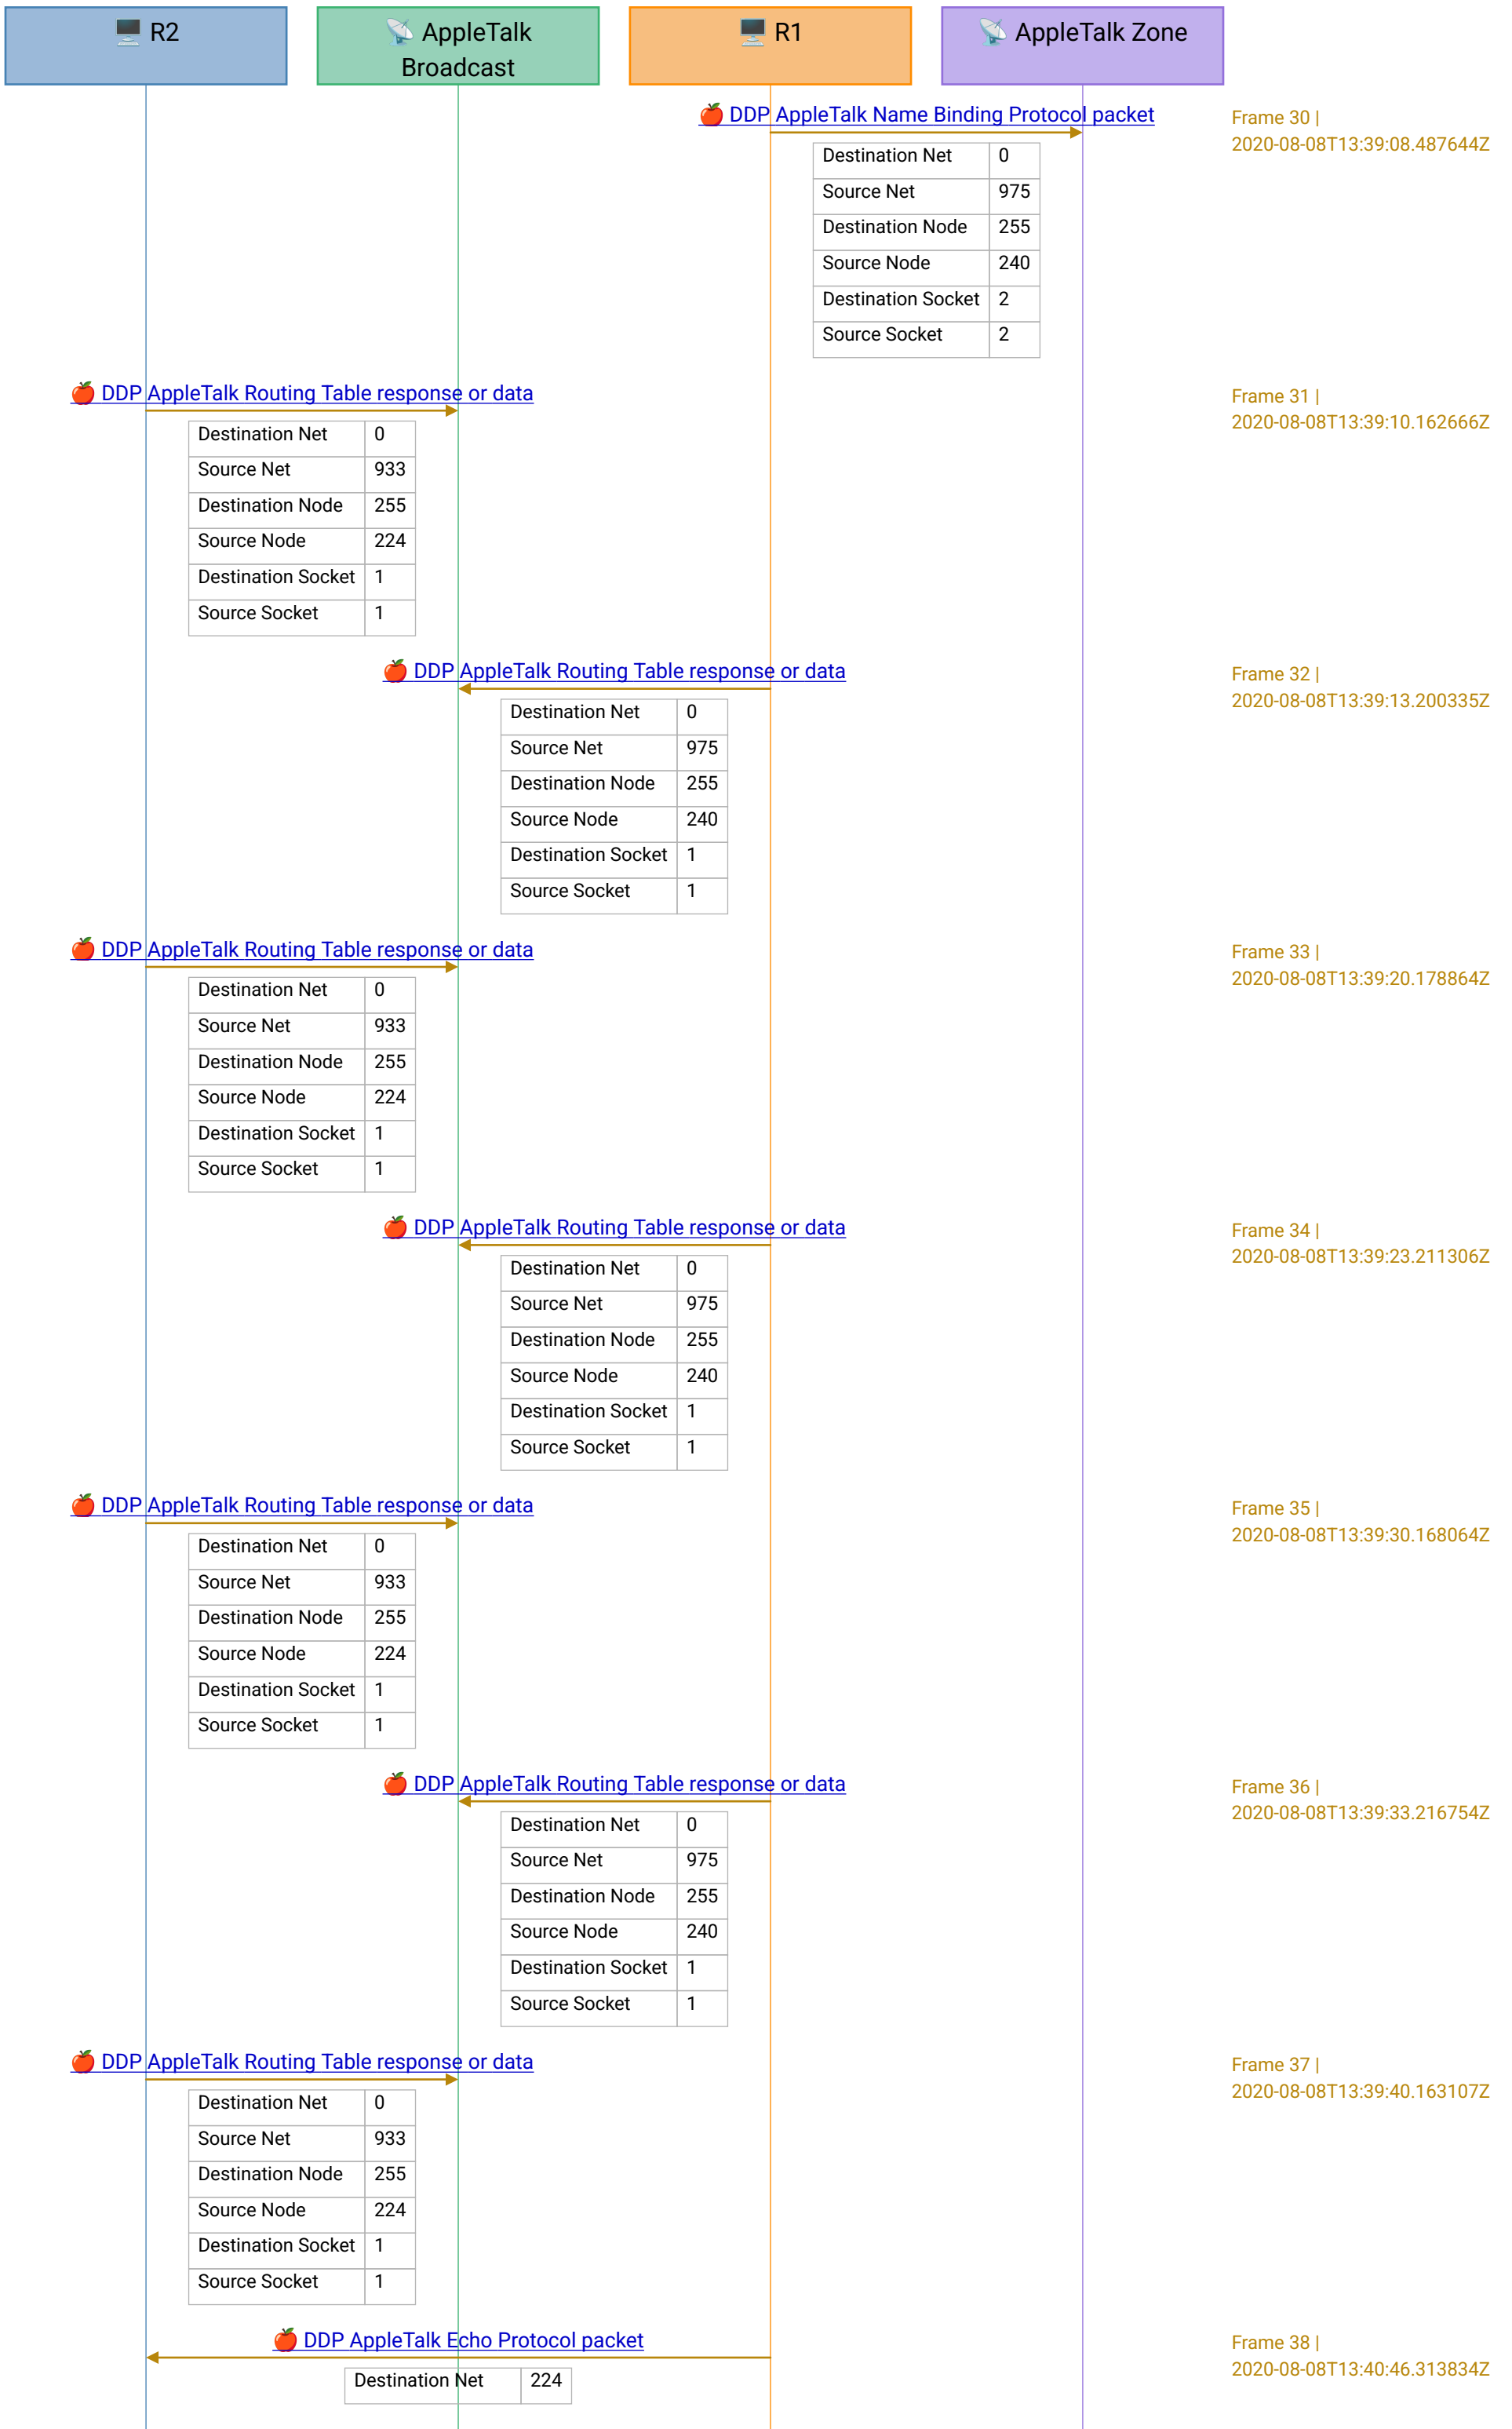 🖥️ R2
📡 AppleTalk
Broadcast
🖥️ R1
📡 AppleTalk Zone
🍎 DDP AppleTalk Name Binding Protocol packet
Frame 30 |
2020-08-08T13:39:08.487644Z
Destination Net 0
Source Net 975
Destination Node 255
Source Node 240
Destination Socket 2
Source Socket 2
🍎 DDP AppleTalk Routing Table response or data
Frame 31 |
2020-08-08T13:39:10.162666Z
Destination Net 0
Source Net 933
Destination Node 255
Source Node 224
Destination Socket 1
Source Socket 1
🍎 DDP AppleTalk Routing Table response or data
Frame 32 |
2020-08-08T13:39:13.200335Z
Destination Net 0
Source Net 975
Destination Node 255
Source Node 240
Destination Socket 1
Source Socket 1
🍎 DDP AppleTalk Routing Table response or data
Frame 33 |
2020-08-08T13:39:20.178864Z
Destination Net 0
Source Net 933
Destination Node 255
Source Node 224
Destination Socket 1
Source Socket 1
🍎 DDP AppleTalk Routing Table response or data
Frame 34 |
2020-08-08T13:39:23.211306Z
Destination Net 0
Source Net 975
Destination Node 255
Source Node 240
Destination Socket 1
Source Socket 1
🍎 DDP AppleTalk Routing Table response or data
Frame 35 |
2020-08-08T13:39:30.168064Z
Destination Net 0
Source Net 933
Destination Node 255
Source Node 224
Destination Socket 1
Source Socket 1
🍎 DDP AppleTalk Routing Table response or data
Frame 36 |
2020-08-08T13:39:33.216754Z
Destination Net 0
Source Net 975
Destination Node 255
Source Node 240
Destination Socket 1
Source Socket 1
🍎 DDP AppleTalk Routing Table response or data
Frame 37 |
2020-08-08T13:39:40.163107Z
Destination Net 0
Source Net 933
Destination Node 255
Source Node 224
Destination Socket 1
Source Socket 1
🍎 DDP AppleTalk Echo Protocol packet
Frame 38 |
2020-08-08T13:40:46.313834Z
Destination Net 224